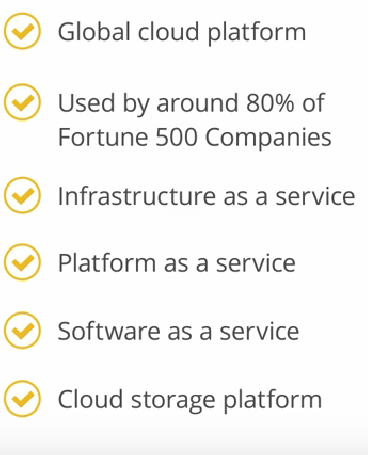 Global cloud platform
Used by around 80% of
Fortune 500 Companies
Infrastructure as a service
Platform as a service
Software as a service
Cloud storage platform